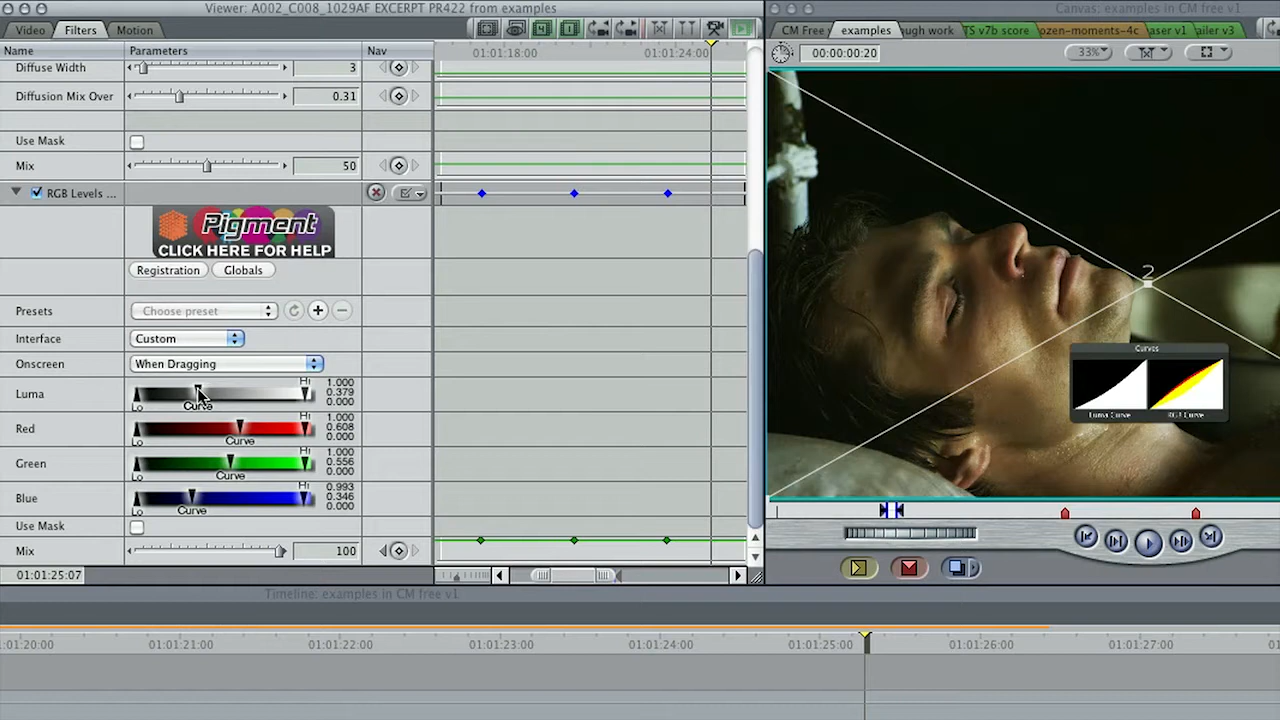 Viewer: A002_C008_1029AF EXCERPT PR422 from examples
Canvas: examples in CM free v1
Video
Filters
Motion
CM Free
examples
TS v7b score
ozen-moments-4c
Name
Parameters
Nav
01:01:18:00
01:01:24:00
00:00:00:20
33%
Diffuse Width
3
Diffusion Mix Over
0.31
Use Mask
Mix
50
RGB Levels ...
Pigment
CLICK HERE FOR HELP
Registration
Globals
Presets
Choose preset
Interface
Custom
Onscreen
When Dragging
Luma
Lo
Curve
Hi
1.000
0.379
0.000
Red
Lo
Curve
Hi
1.000
0.608
0.000
Green
Lo
Curve
Hi
1.000
0.556
0.000
Blue
Lo
Curve
Hi
0.993
0.346
0.000
Use Mask
Mix
100
01:01:25:07
2
Curves
Luma Curve
RGB Curve
Timeline: examples in CM free v1
:01:20:00
01:01:21:00
01:01:22:00
01:01:23:00
01:01:24:00
01:01:25:00
01:01:26:00
01:01:27:00